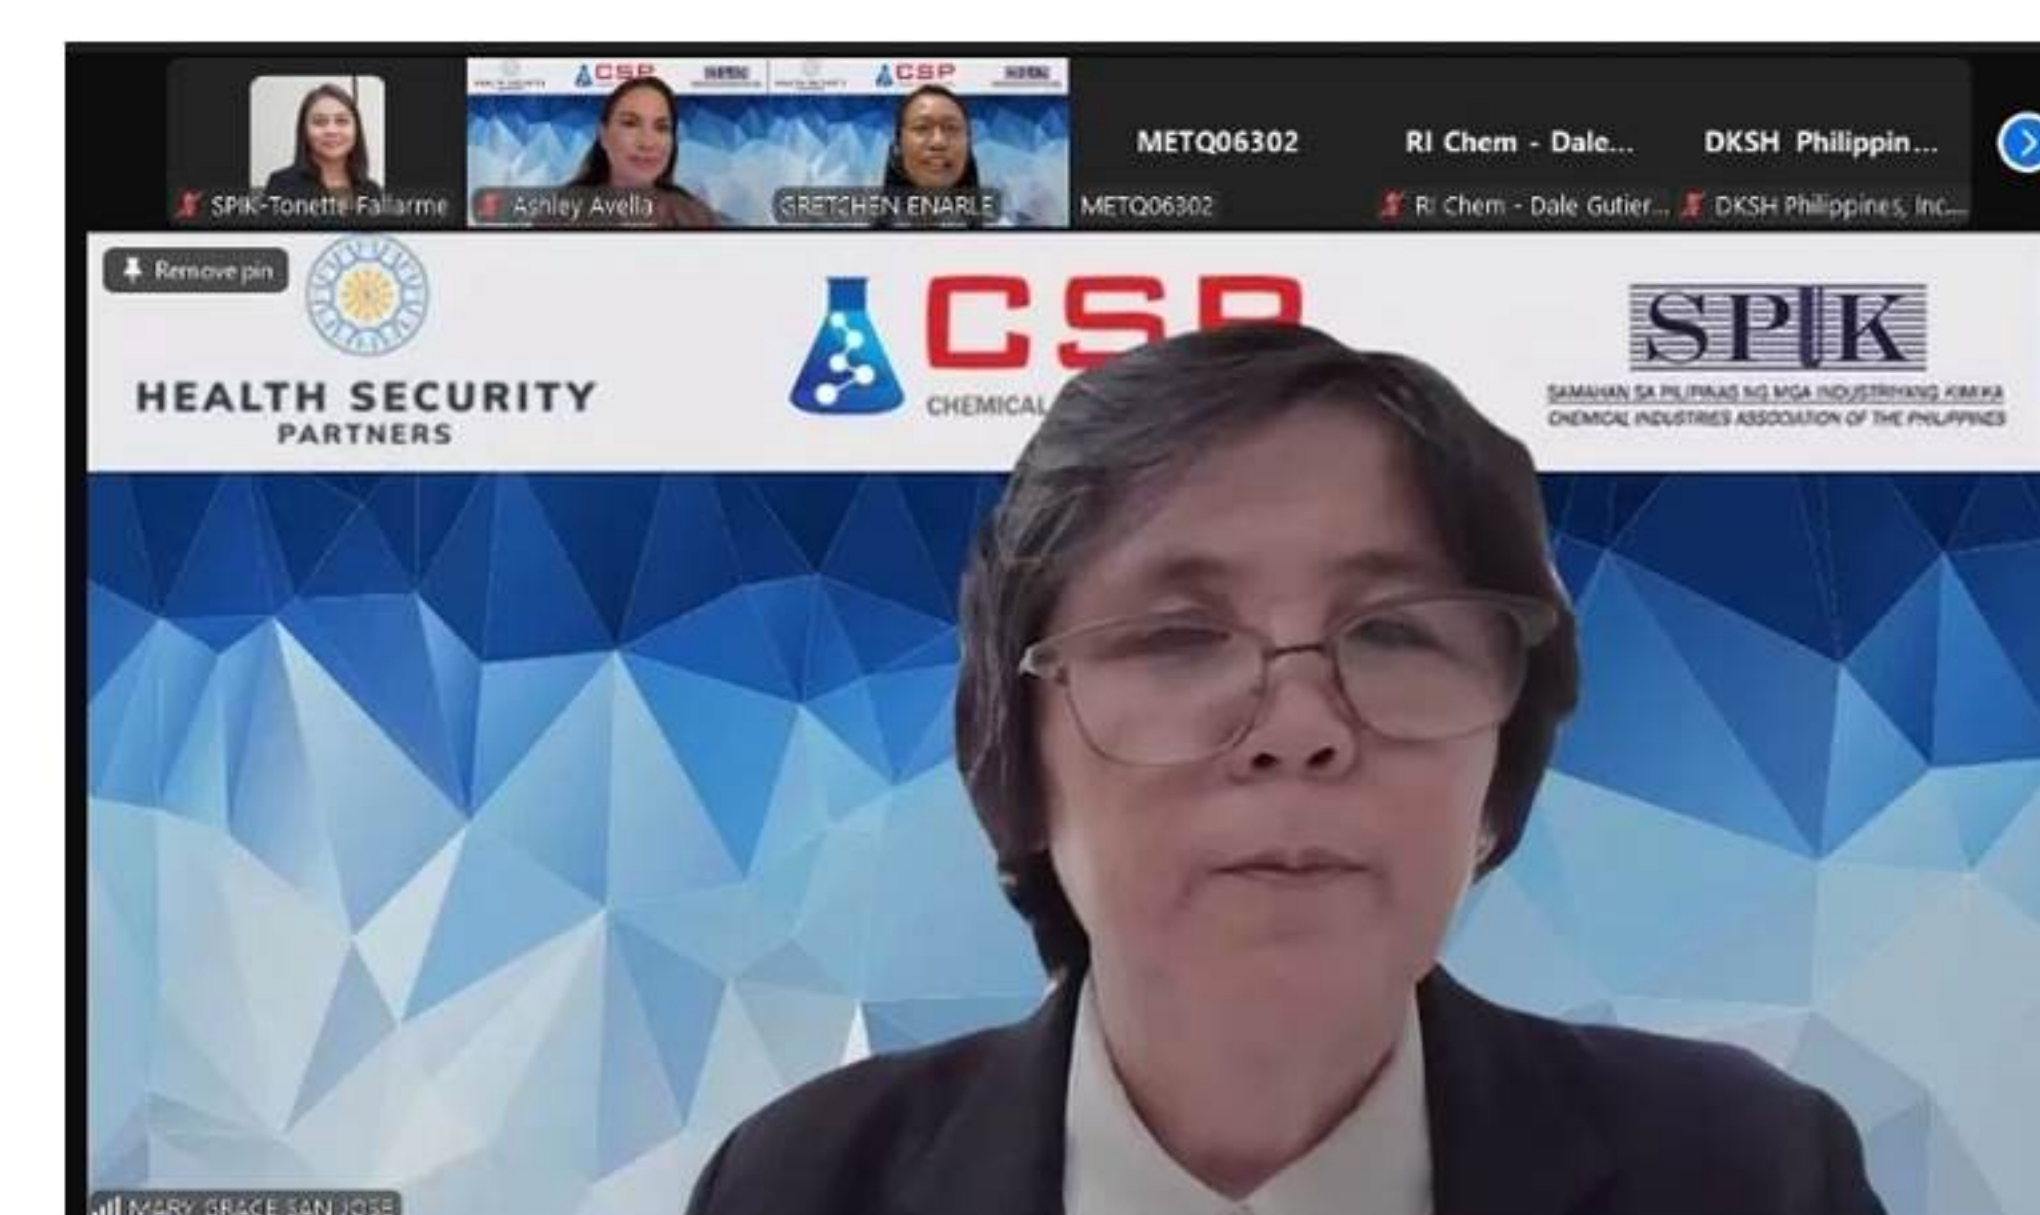 CSP
CSP
METQ06302
RI Chem - Dale...
DKSH Philippin...
SPIK-Tonette Fallarme
Ashley Avella
GRETCHEN ENARLE
METQ06302
RI Chem - Dale Gutier...
DKSH Philippines, Inc....
Remove pin
HEALTH SECURITY
PARTNERS
CSP
CHEMICAL
SPIK
SAMAHAN SA PILIPINAS NG MGA INDUSTRIYANG KIMIKA
CHEMICAL INDUSTRIES ASSOCIATION OF THE PHILIPPINES
MARY GRACE SAN JOSE